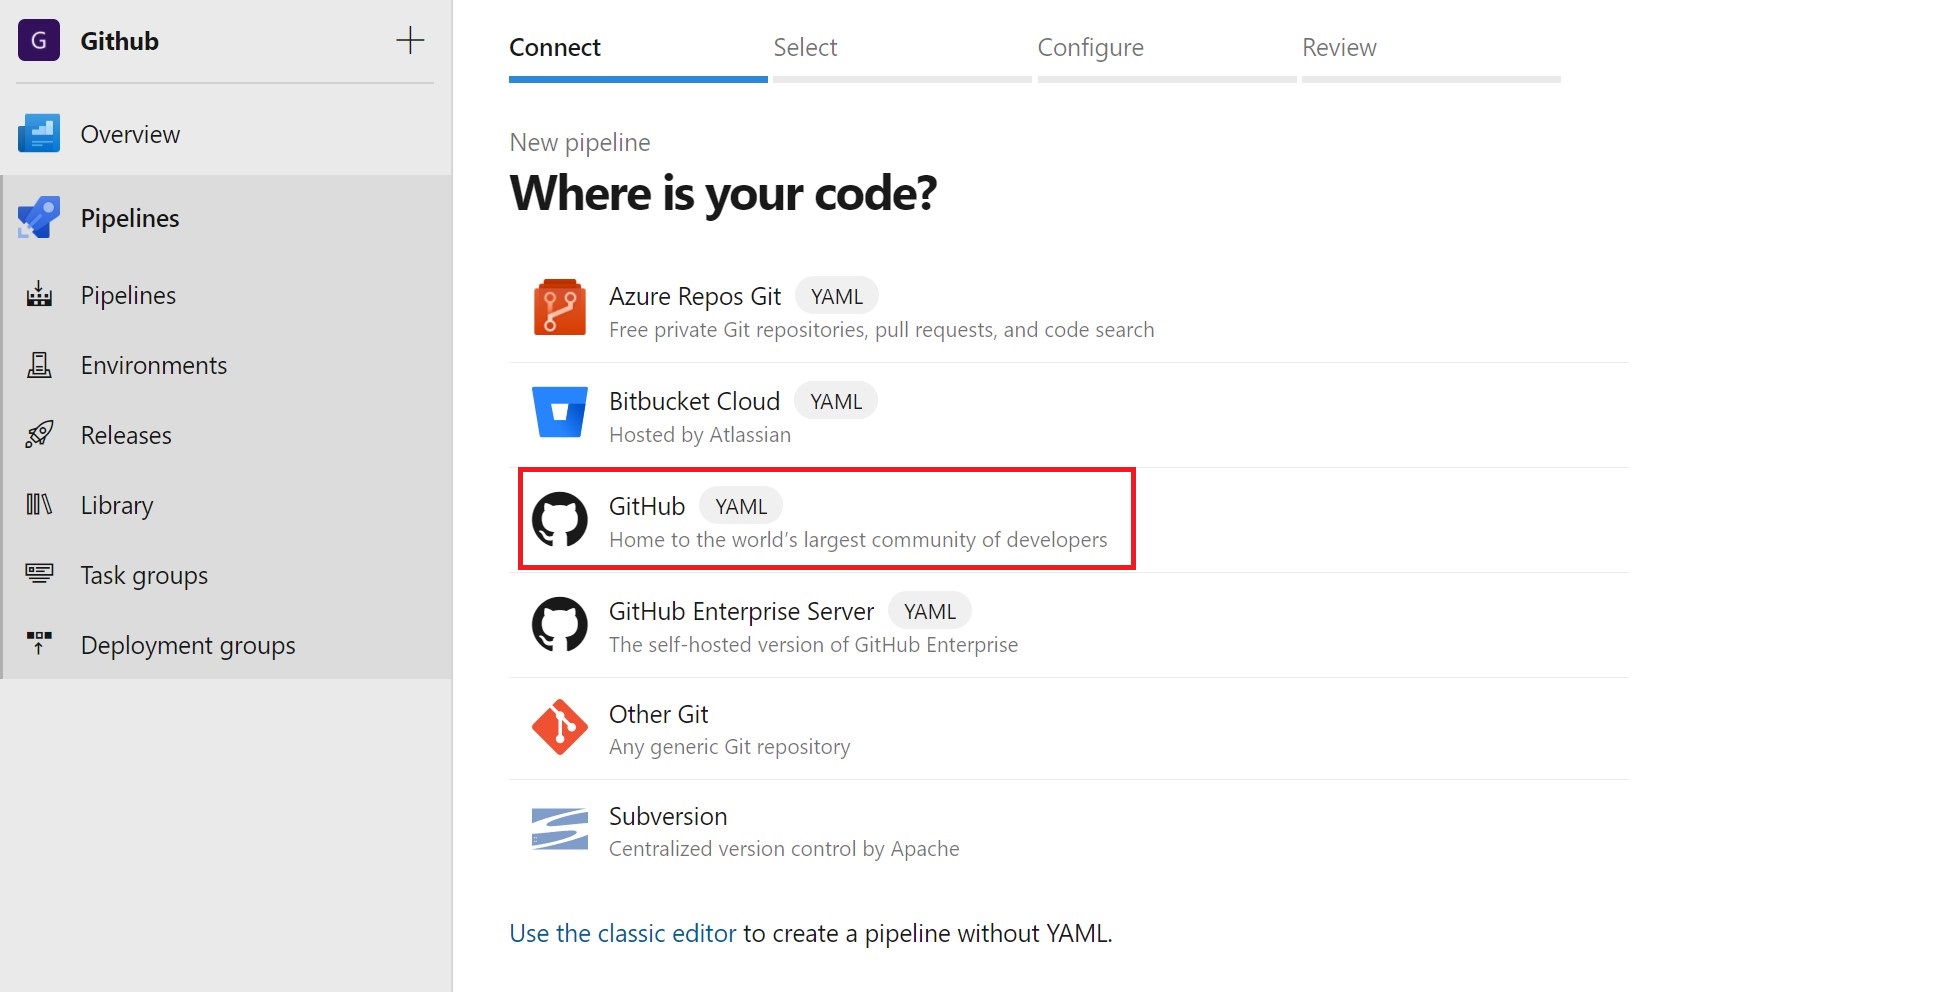 G
Github
Overview
Pipelines
Pipelines
Environments
Releases
Library
Task groups
Deployment groups
Connect
Select
Configure
Review
New pipeline
Where is your code?
Azure Repos Git YAML
Free private Git repositories, pull requests, and code search
Bitbucket Cloud YAML
Hosted by Atlassian
GitHub YAML
Home to the world’s largest community of developers
GitHub Enterprise Server YAML
The self-hosted version of GitHub Enterprise
Other Git
Any generic Git repository
Subversion
Centralized version control by Apache
Use the classic editor to create a pipeline without YAML.